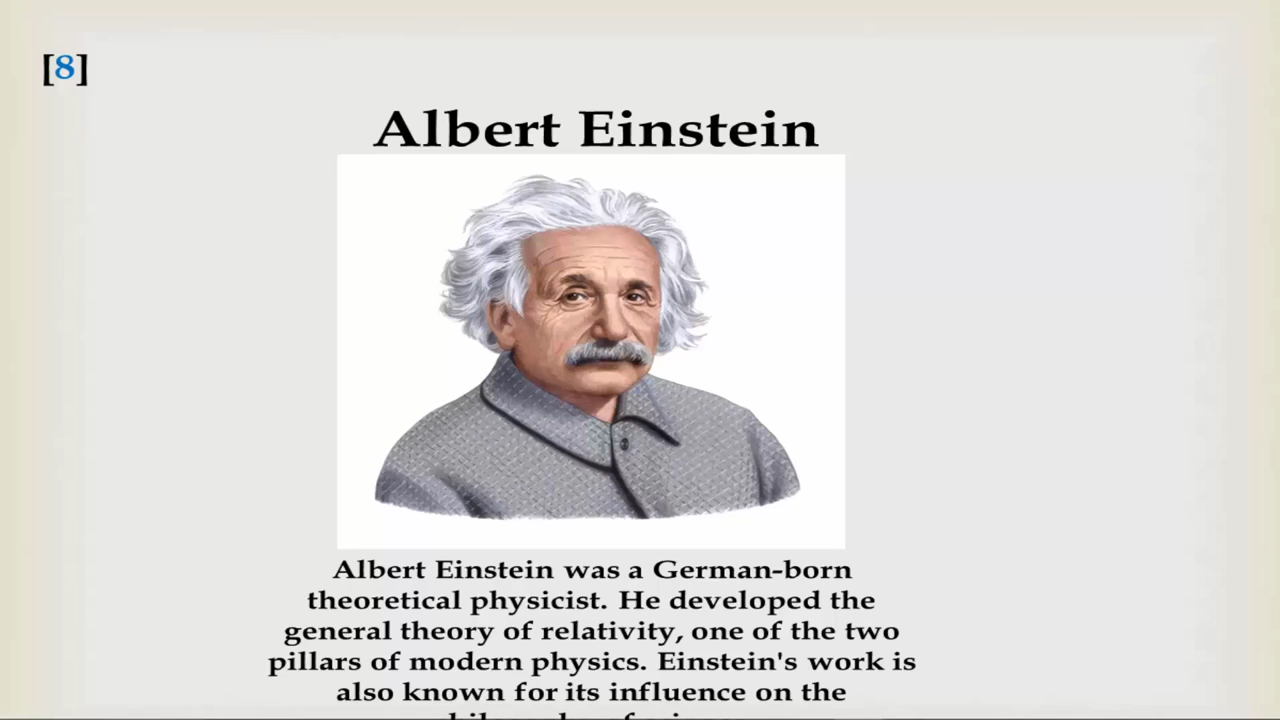 [8]
Albert Einstein
Albert Einstein was a German-born
theoretical physicist. He developed the
general theory of relativity, one of the two
pillars of modern physics. Einstein's work is
also known for its influence on the